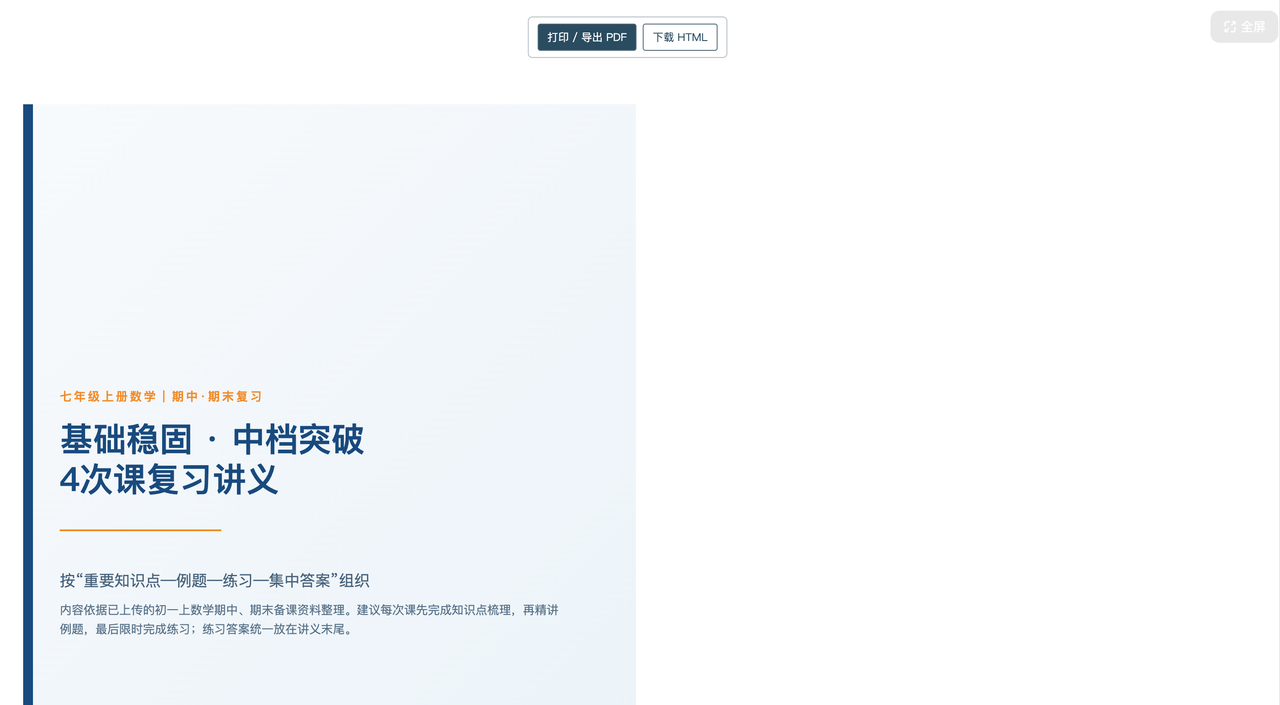 打印 / 导出 PDF
下载 HTML
全屏
七年级上册数学｜期中·期末复习
基础稳固 · 中档突破
4次课复习讲义
按“重要知识点—例题—练习—集中答案”组织
内容依据已上传的初一上数学期中、期末备课资料整理。建议每次课先完成知识点梳理，再精讲
例题，最后限时完成练习；练习答案统一放在讲义末尾。